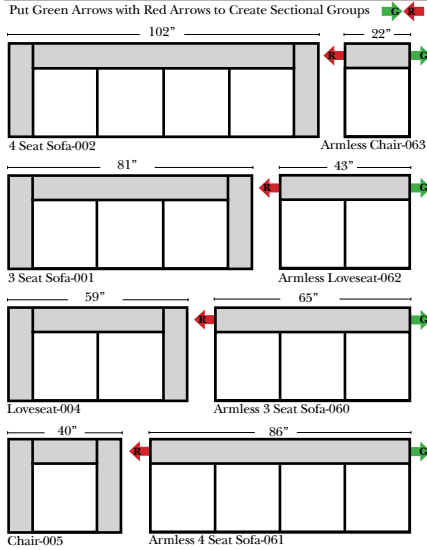 Put Green Arrows with Red Arrows to Create Sectional Groups G R
102” 22”
R G
4 Seat Sofa-002 Armless Chair-063
81” 43”
R G
3 Seat Sofa-001 Armless Loveseat-062
59” 65”
R G
Loveseat-004 Armless 3 Seat Sofa-060
40” 86”
R G
Chair-005 Armless 4 Seat Sofa-061